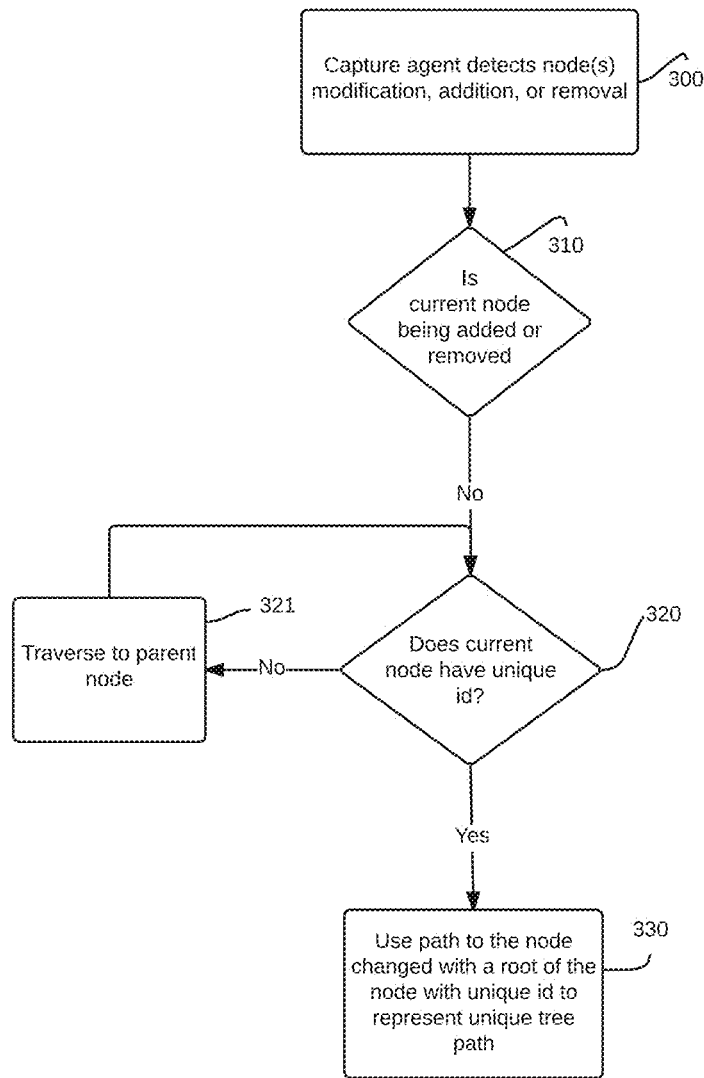 Capture agent detects node(s)
modification, addition, or removal
300
310
Is
current node
being added or
removed
No
321
320
Traverse to parent
node
No
Does current
node have unique
id?
Yes
330
Use path to the node
changed with a root of the
node with unique id to
represent unique tree
path